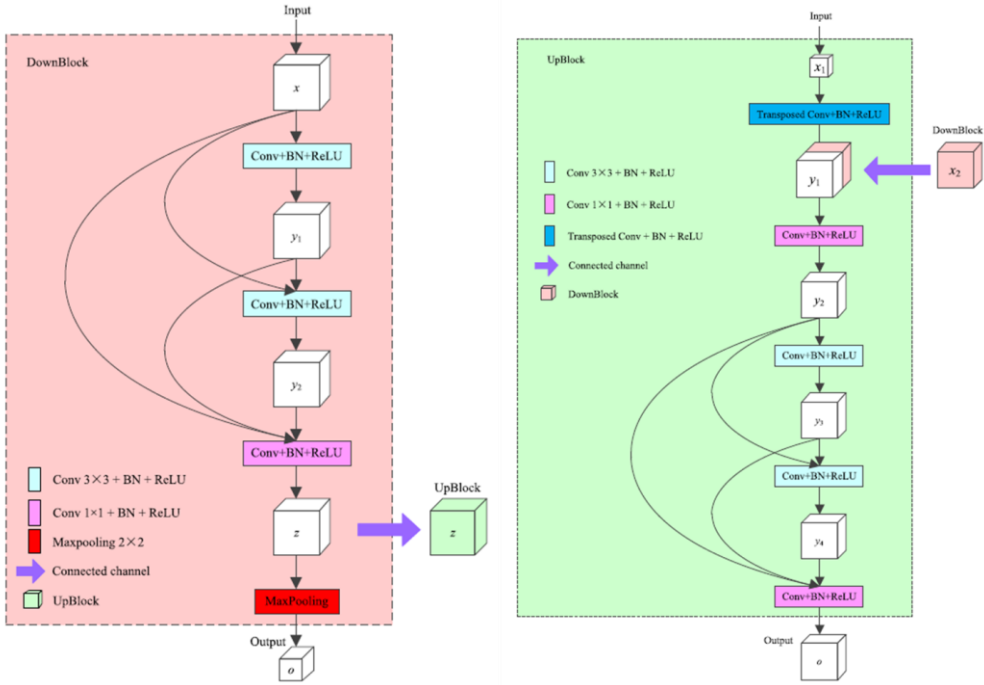 Input
DownBlock
x
Conv+BN+ReLU
y1
Conv+BN+ReLU
y2
Conv+BN+ReLU
Conv 3×3 + BN + ReLU
Conv 1×1 + BN + ReLU
Maxpooling 2×2
Connected channel
UpBlock
z
UpBlock
z
MaxPooling
Output
o
Input
UpBlock
x1
Transposed Conv+BN+ReLU
DownBlock
x2
y1
Conv 3×3 + BN + ReLU
Conv 1×1 + BN + ReLU
Transposed Conv + BN + ReLU
Connected channel
DownBlock
Conv+BN+ReLU
y2
Conv+BN+ReLU
y3
Conv+BN+ReLU
y4
Conv+BN+ReLU
Output
o